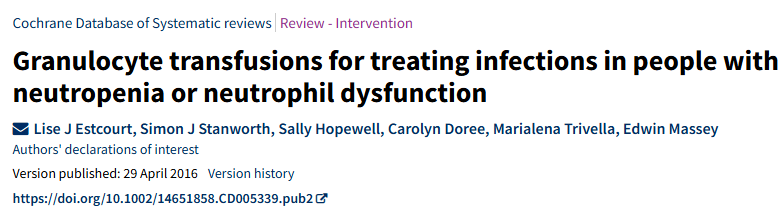 Cochrane Database of Systematic reviews | Review - Intervention
Granulocyte transfusions for treating infections in people with
neutropenia or neutrophil dysfunction
Lise J Estcourt, Simon J Stanworth, Sally Hopewell, Carolyn Doree, Marialena Trivella, Edwin Massey
Authors' declarations of interest
Version published: 29 April 2016 Version history
https://doi.org/10.1002/14651858.CD005339.pub2